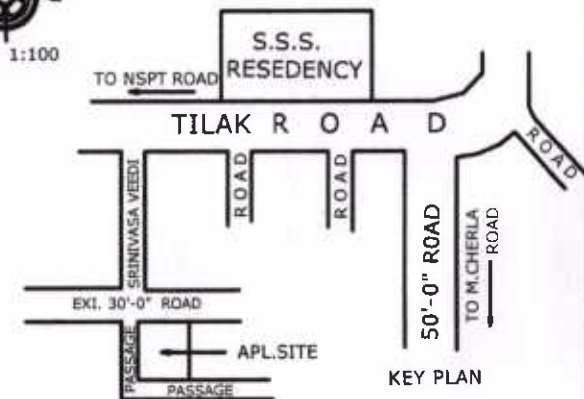 1:100
S.S.S.
RESEDENCY
TO NSPT ROAD
TILAK ROAD
ROAD
ROAD
ROAD
SRINIVASA VEEDI
50'-0" ROAD
TO M.CHERLA
ROAD
EXI. 30'-0" ROAD
PASSAGE
APL.SITE
PASSAGE
KEY PLAN